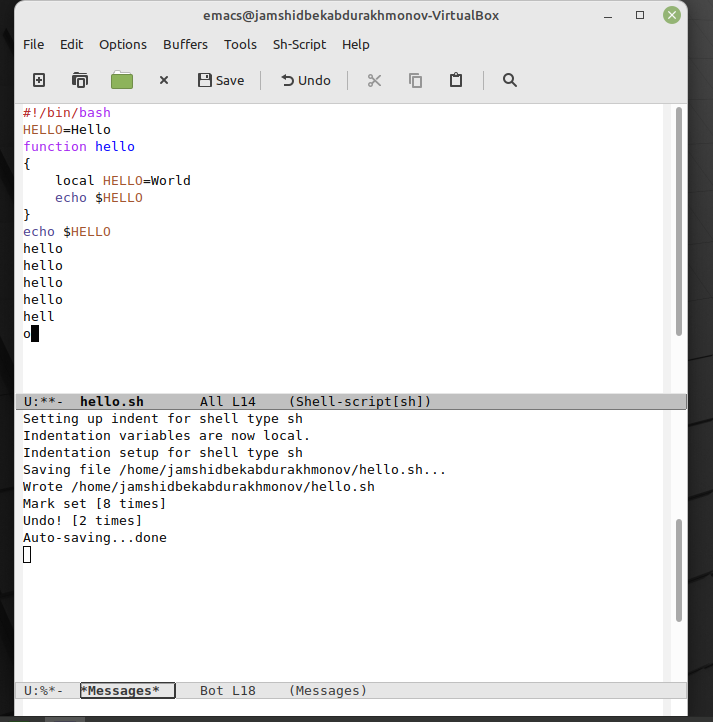 emacs@jamshidbekabdurakhmonov-VirtualBox
File Edit Options Buffers Tools Sh-Script Help
Save Undo
#!/bin/bash
HELLO=Hello
function hello
{
    local HELLO=World
    echo $HELLO
}
echo $HELLO
hello
hello
hello
hello
hell
o
U:**-  hello.sh       All L14    (Shell-script[sh])
Setting up indent for shell type sh
Indentation variables are now local.
Indentation setup for shell type sh
Saving file /home/jamshidbekabdurakhmonov/hello.sh...
Wrote /home/jamshidbekabdurakhmonov/hello.sh
Mark set [8 times]
Undo! [2 times]
Auto-saving...done
U:%*-  *Messages*     Bot L18    (Messages)